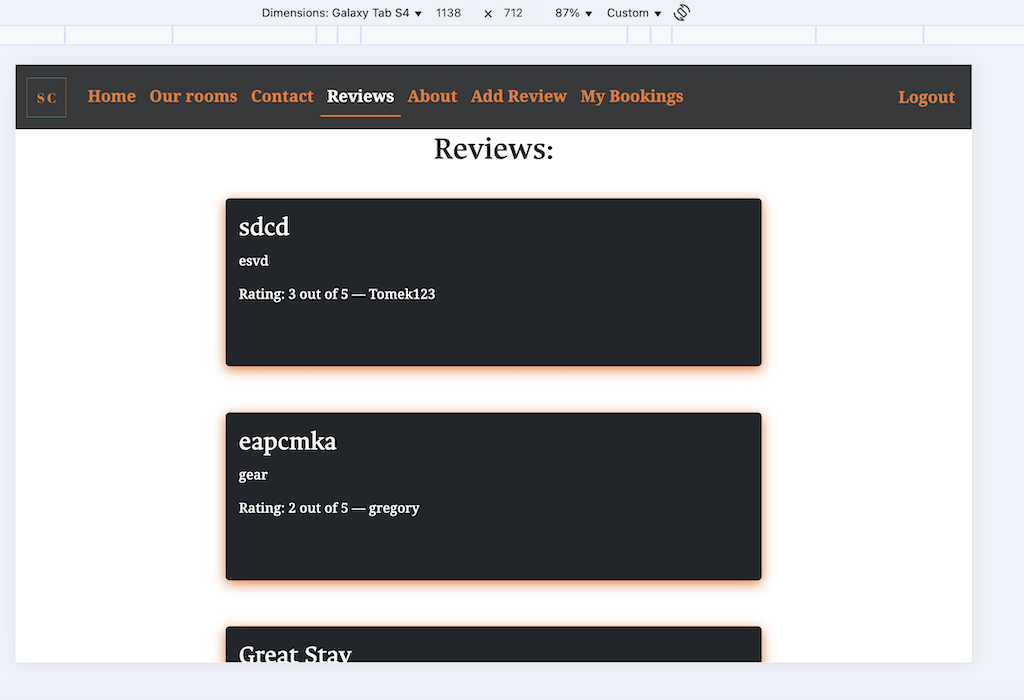 Dimensions: Galaxy Tab S4 ▼ 1138 × 712 87% ▼ Custom ▼
S C Home Our rooms Contact Reviews About Add Review My Bookings Logout
Reviews:
sdcd
esvd
Rating: 3 out of 5 — Tomek123
eapcmka
gear
Rating: 2 out of 5 — gregory
Great Stay